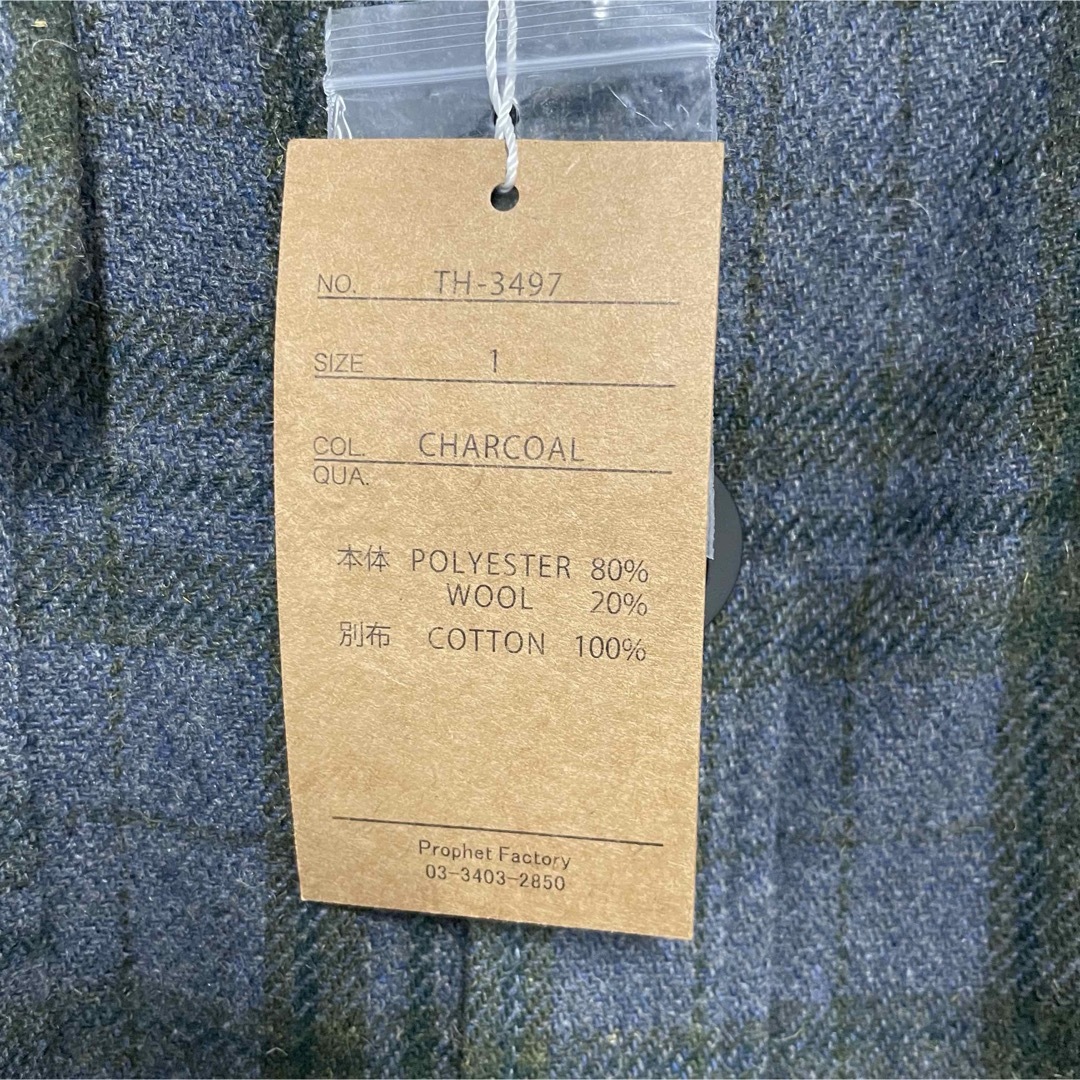 NO. TH-3497
SIZE 1
COL. CHARCOAL
QUA.
本体 POLYESTER 80%
WOOL 20%
別布 COTTON 100%
Prophet Factory
03-3403-2850